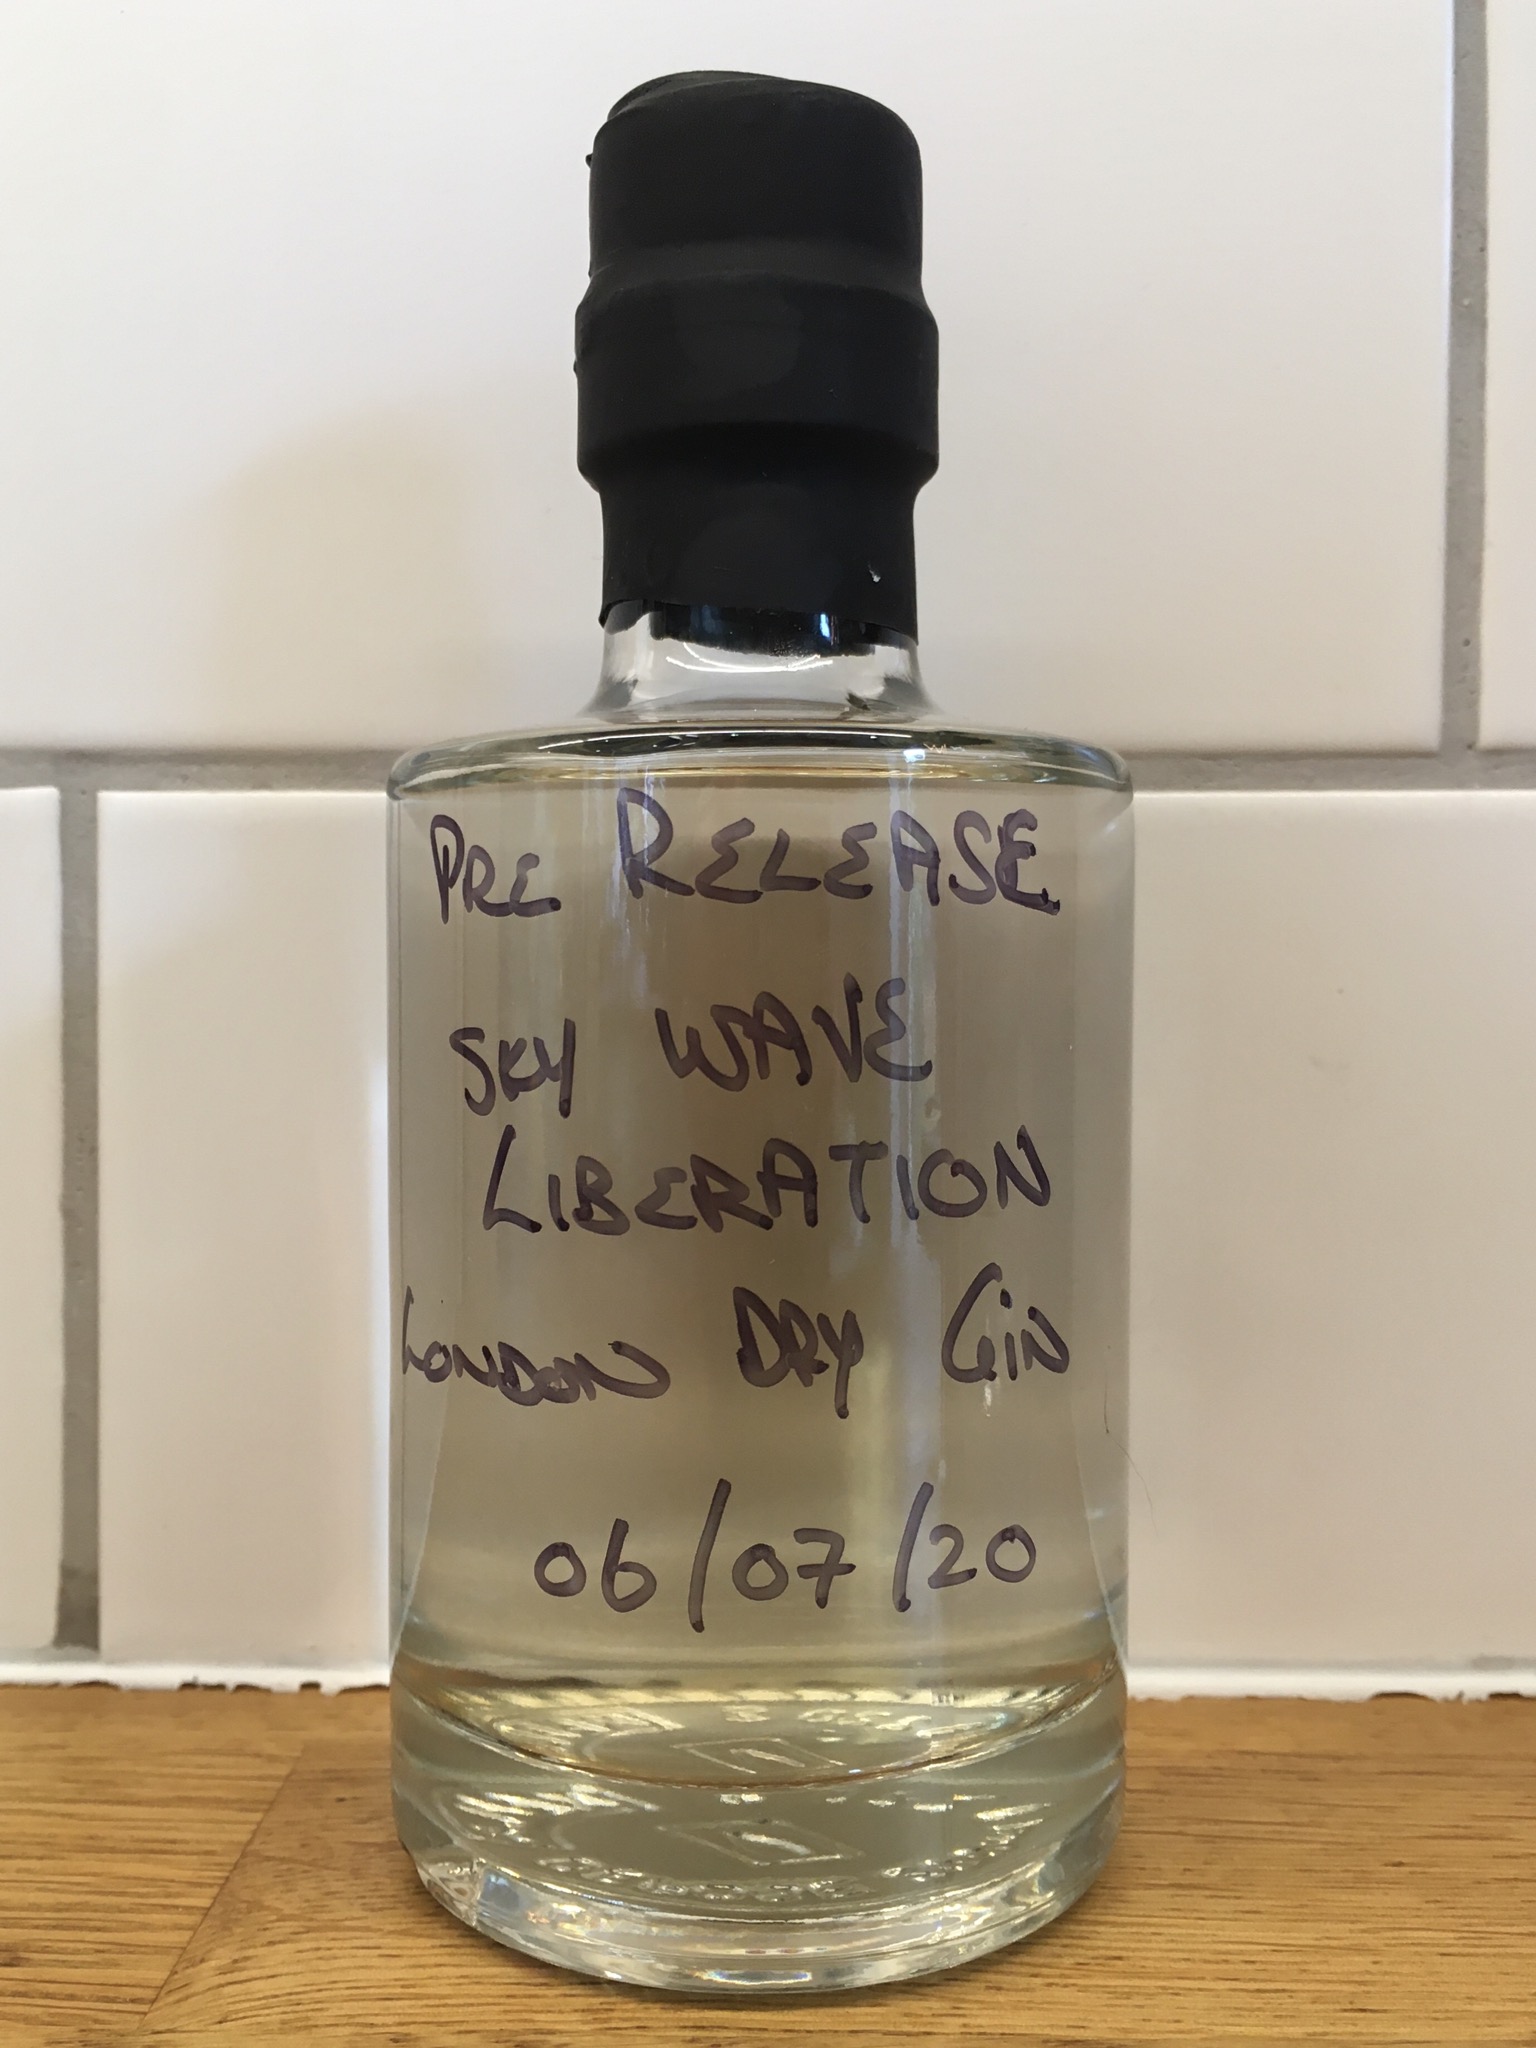 PRE RELEASE
SKY WAVE
LIBERATION
LONDON DRY GIN
06/07/20